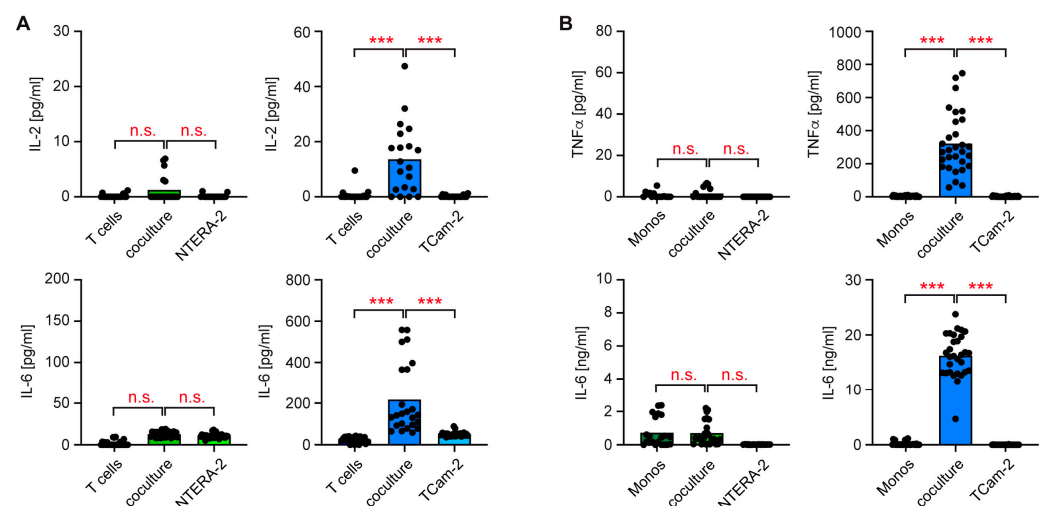 A
IL-2 [pg/ml]
30
20
10
0
n.s. n.s.
T cells
coculture
NTERA-2
IL-2 [pg/ml]
60
40
20
0
*** ***
T cells
coculture
TCam-2
B
TNFα [pg/ml]
80
60
40
20
0
n.s. n.s.
Monos
coculture
NTERA-2
TNFα [pg/ml]
1000
800
600
400
200
0
*** ***
Monos
coculture
TCam-2
IL-6 [pg/ml]
200
150
100
50
0
n.s. n.s.
T cells
coculture
NTERA-2
IL-6 [pg/ml]
800
600
400
200
0
*** ***
T cells
coculture
TCam-2
IL-6 [ng/ml]
10
8
6
4
2
0
n.s. n.s.
Monos
coculture
NTERA-2
IL-6 [ng/ml]
30
20
10
0
*** ***
Monos
coculture
TCam-2